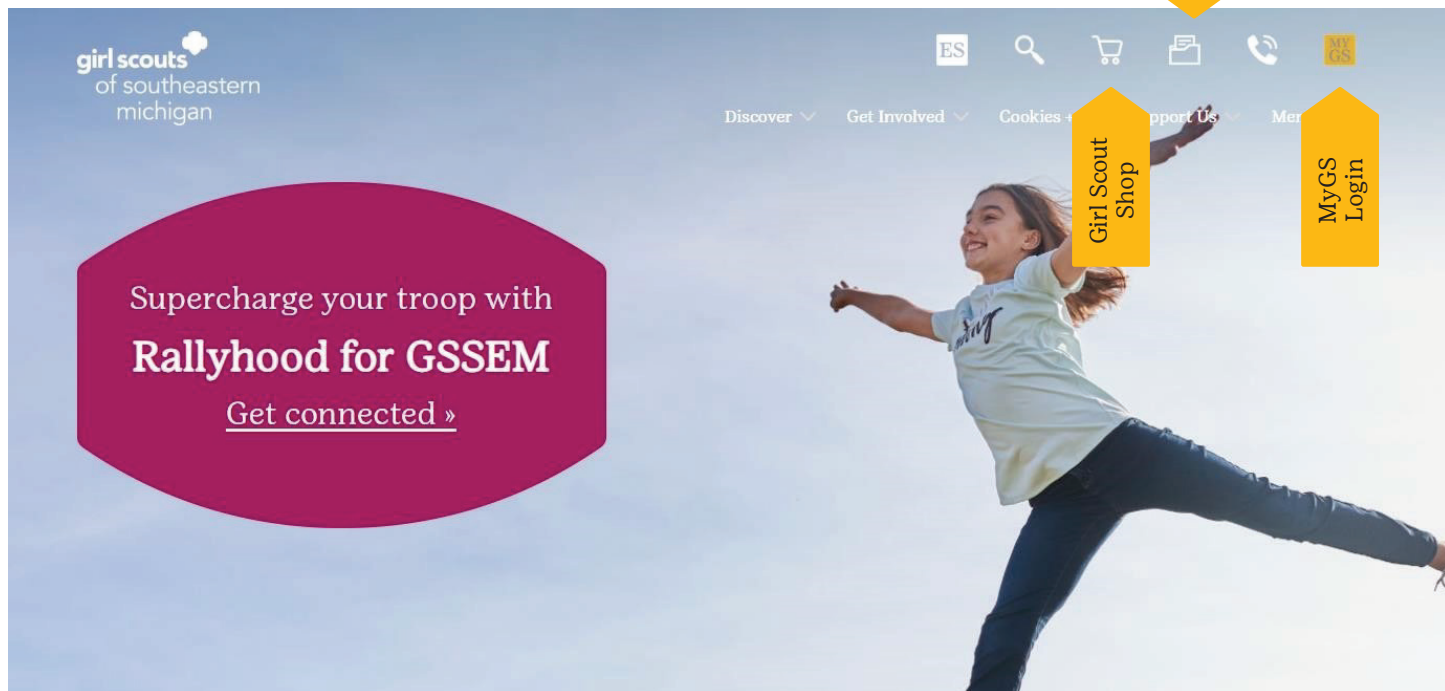 girl scouts
of southeastern
michigan
ES
MY
GS
Discover
Get Involved
Cookies +
Us
Girl Scout
Shop
MyGS
Login
Supercharge your troop with
Rallyhood for GSSEM
Get connected »